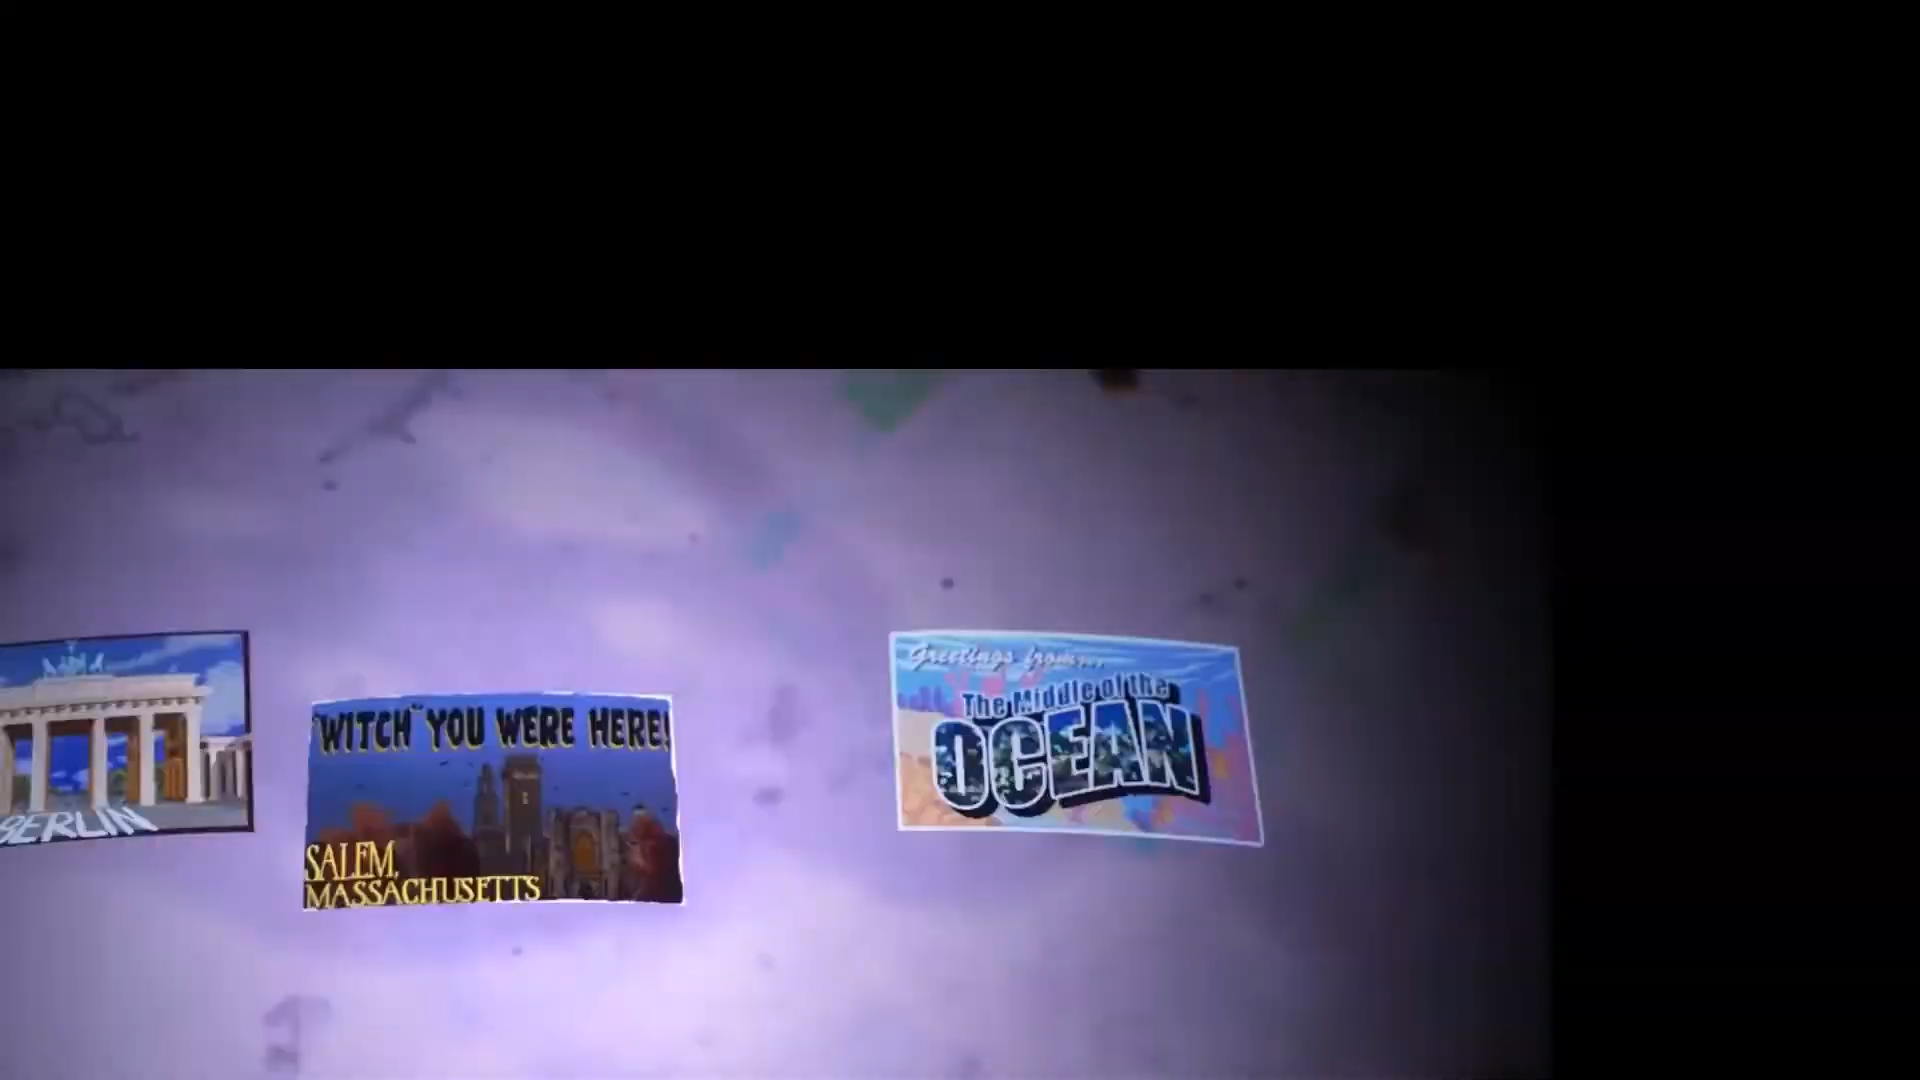 BERLIN
"WITCH" YOU WERE HERE!
SALEM,
MASSACHUSETTS
Greetings from...
The Middle of the
OCEAN